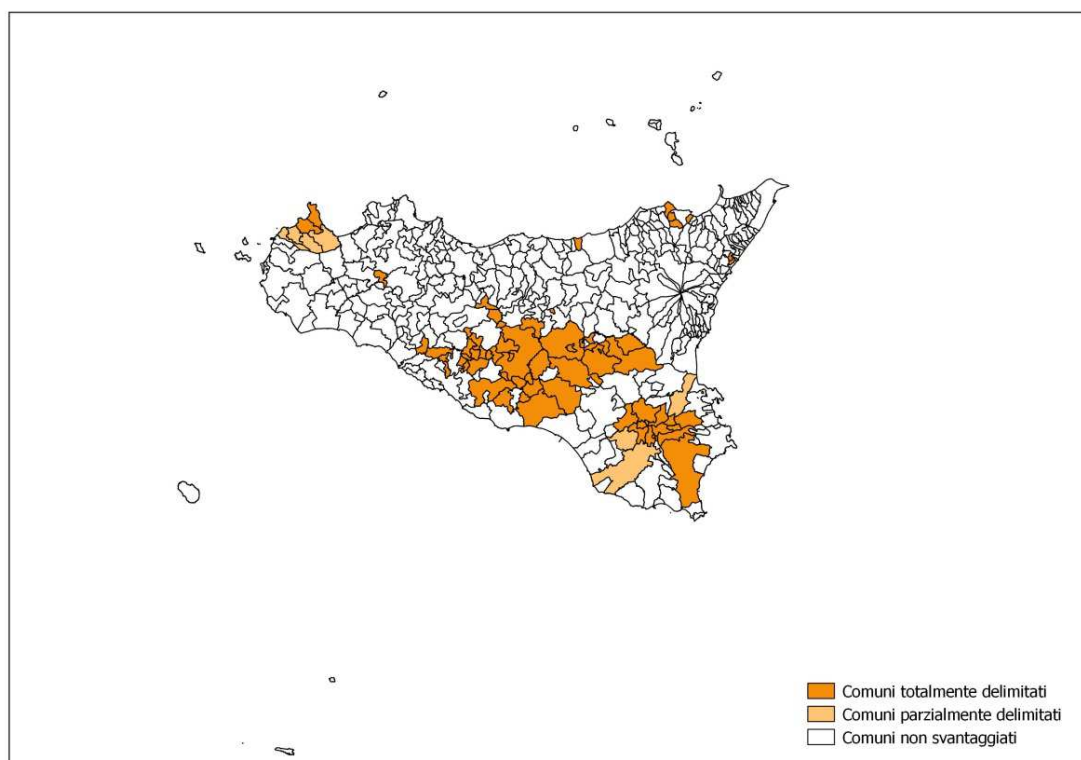 Comuni totalmente delimitati
Comuni parzialmente delimitati
Comuni non svantaggiati